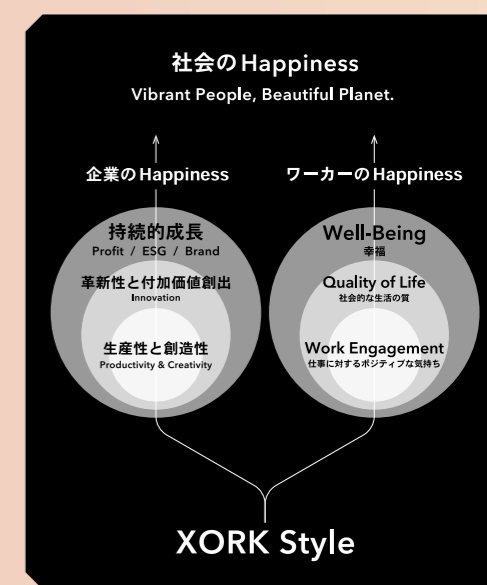 社会のHappiness
Vibrant People, Beautiful Planet.
企業のHappiness
ワーカーのHappiness
持続的成長
Profit / ESG / Brand
革新性と付加価値創出
Innovation
生産性と創造性
Productivity & Creativity
Well-Being
幸福
Quality of Life
社会的な生活の質
Work Engagement
仕事に対するポジティブな気持ち
XORK Style